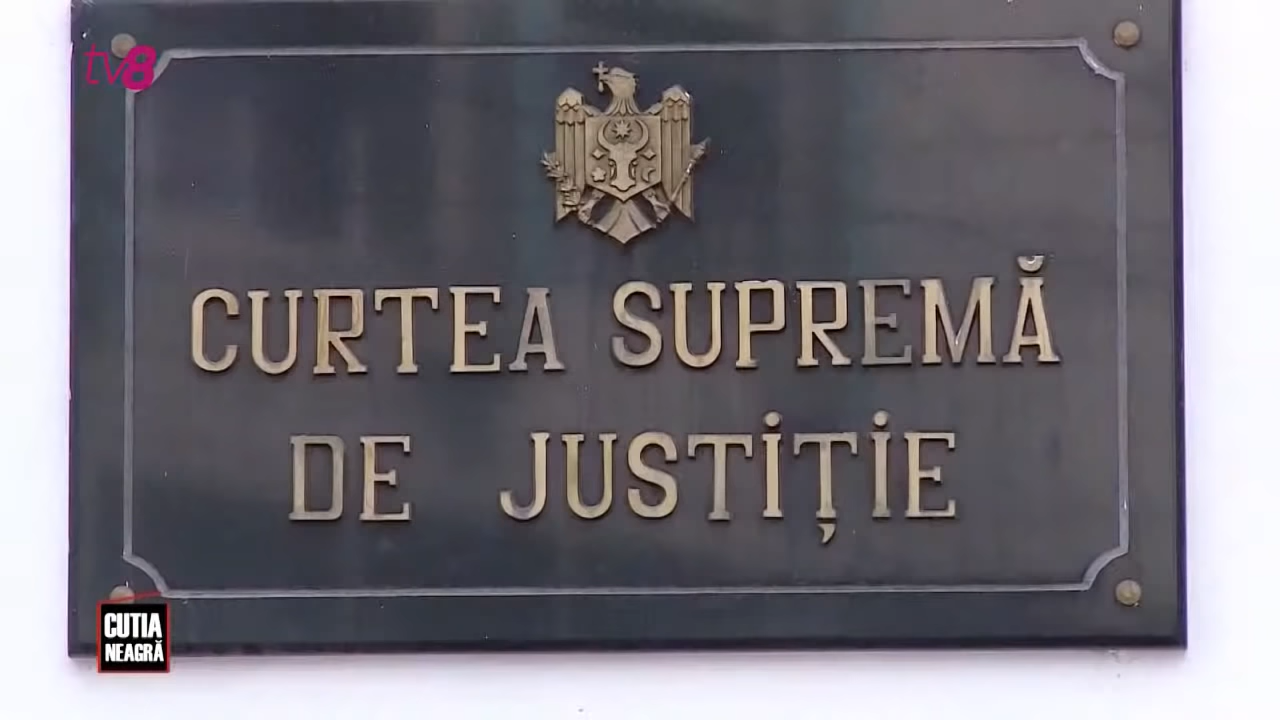 tv8
CURTEA SUPREMĂ
DE JUSTIȚIE
CUTIA
NEAGRĂ